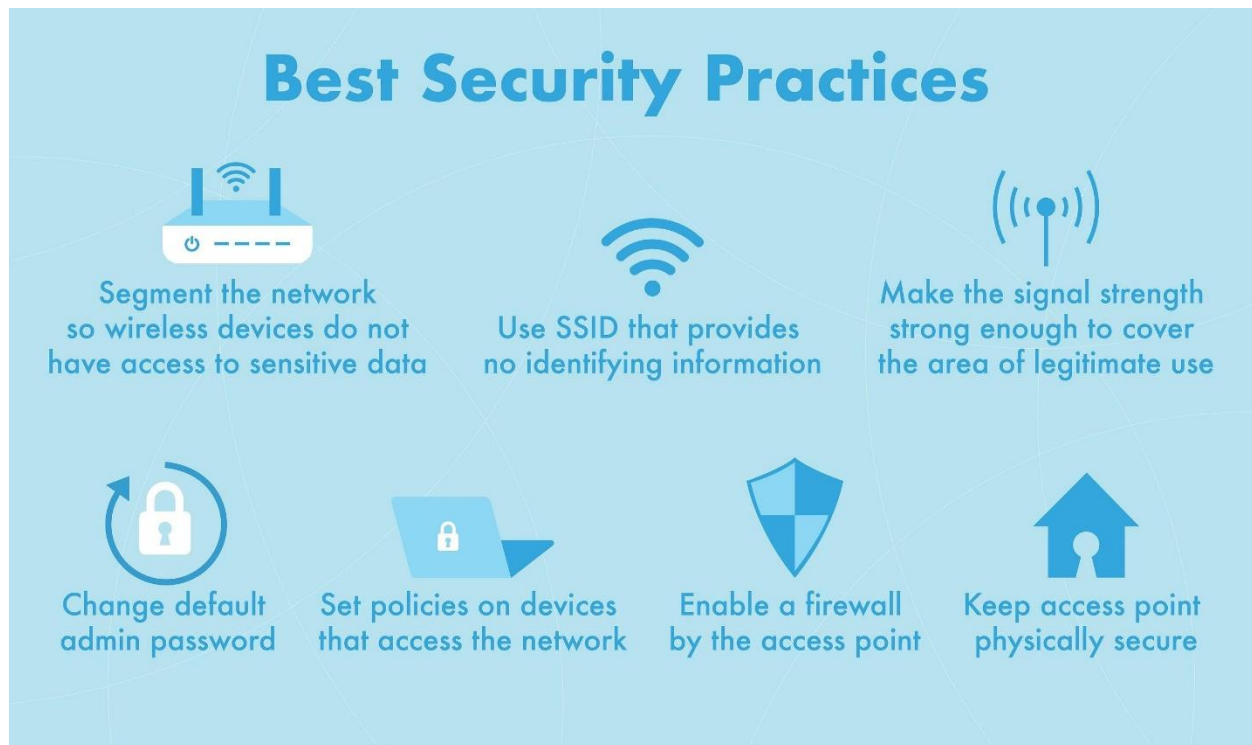 Best Security Practices
Segment the network
so wireless devices do not
have access to sensitive data
Use SSID that provides
no identifying information
Make the signal strength
strong enough to cover
the area of legitimate use
Change default
admin password
Set policies on devices
that access the network
Enable a firewall
by the access point
Keep access point
physically secure